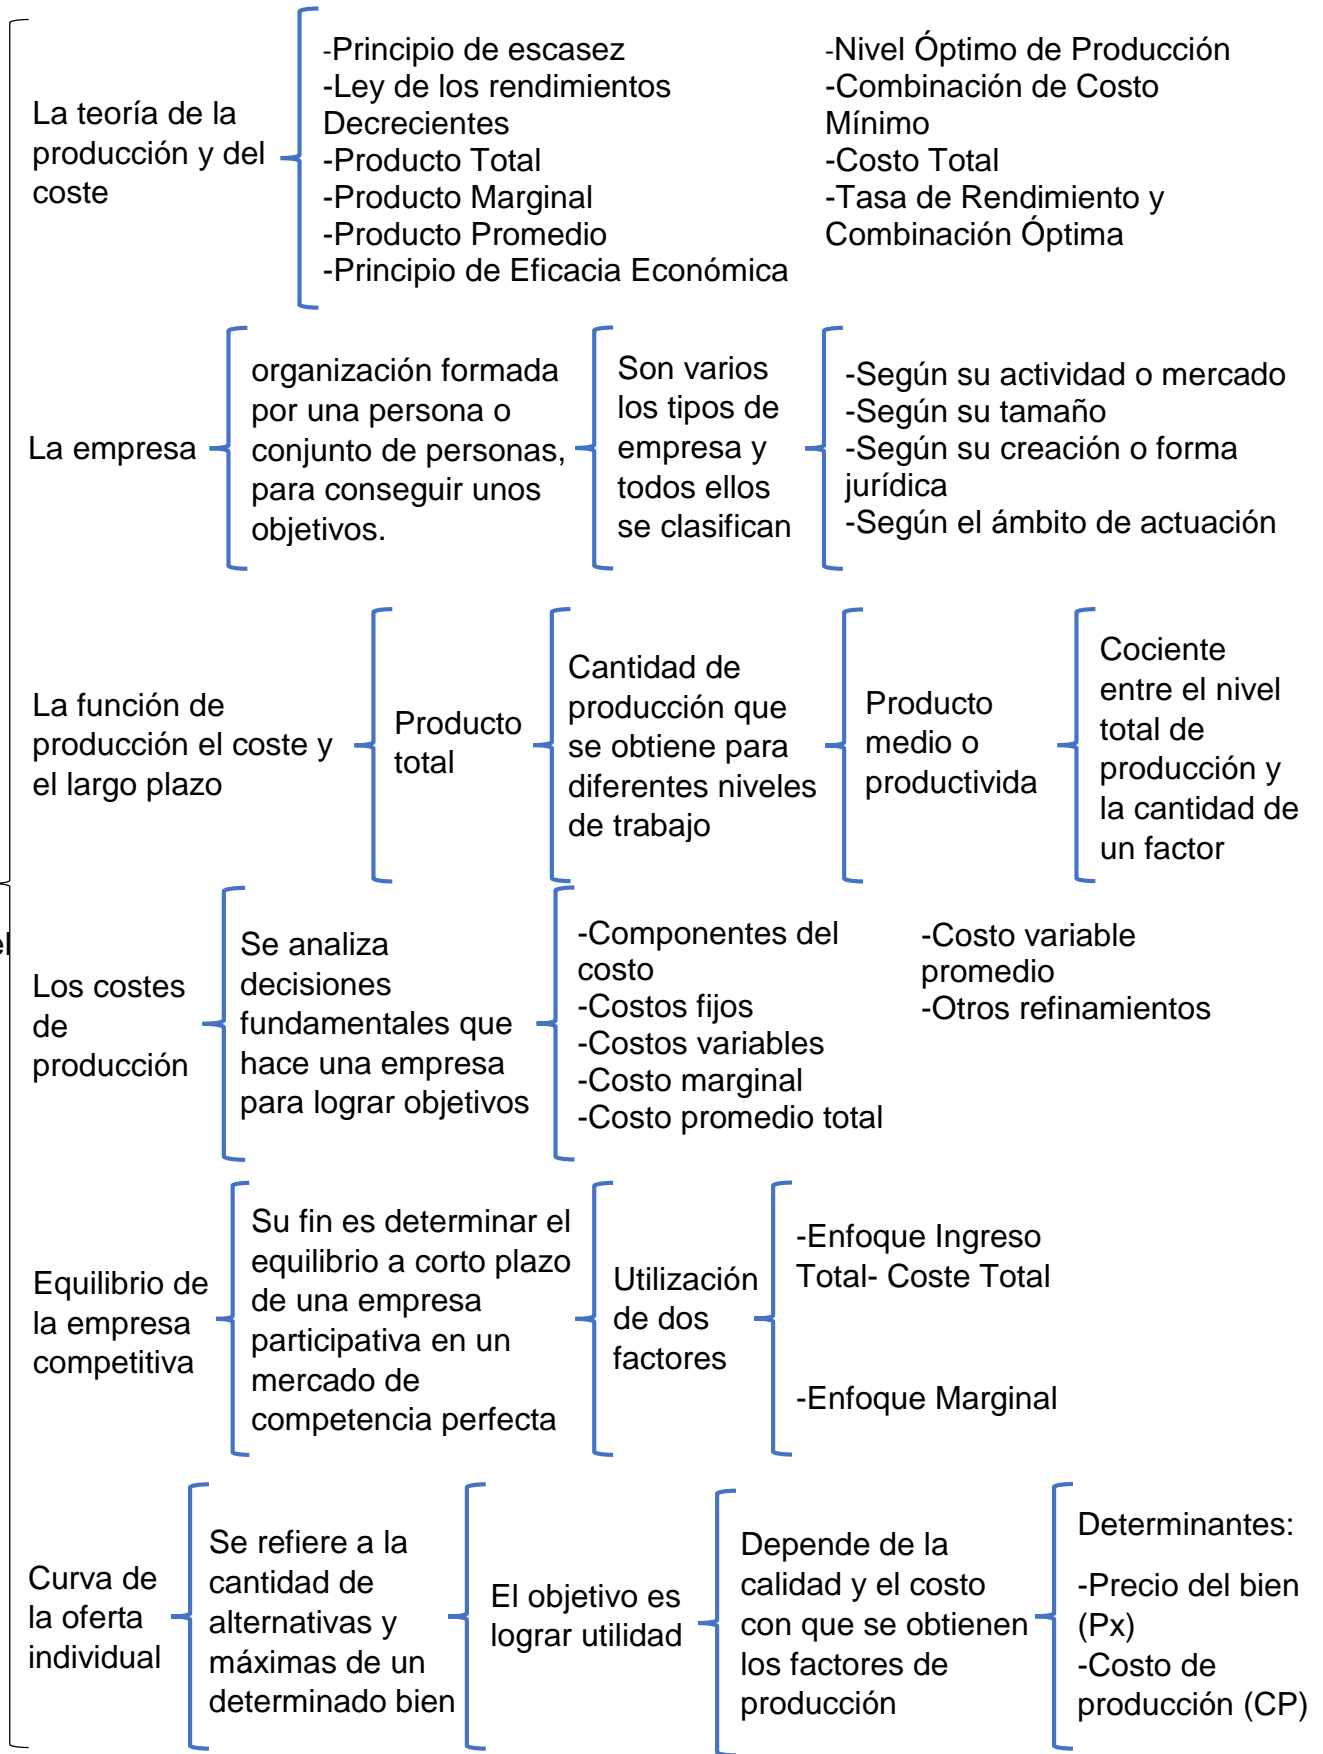 La teoría de la
producción y del
coste
-Principio de escasez
-Ley de los rendimientos
Decrecientes
-Producto Total
-Producto Marginal
-Producto Promedio
-Principio de Eficacia Económica
-Nivel Óptimo de Producción
-Combinación de Costo
Mínimo
-Costo Total
-Tasa de Rendimiento y
Combinación Óptima
La empresa
organización formada
por una persona o
conjunto de personas,
para conseguir unos
objetivos.
Son varios
los tipos de
empresa y
todos ellos
se clasifican
-Según su actividad o mercado
-Según su tamaño
-Según su creación o forma
jurídica
-Según el ámbito de actuación
La función de
producción el coste y
el largo plazo
Producto
total
Cantidad de
producción que
se obtiene para
diferentes niveles
de trabajo
Producto
medio o
productivida
Cociente
entre el nivel
total de
producción y
la cantidad de
un factor
el
Los costes
de
producción
Se analiza
decisiones
fundamentales que
hace una empresa
para lograr objetivos
-Componentes del
costo
-Costos fijos
-Costos variables
-Costo marginal
-Costo promedio total
-Costo variable
promedio
-Otros refinamientos
Equilibrio de
la empresa
competitiva
Su fin es determinar el
equilibrio a corto plazo
de una empresa
participativa en un
mercado de
competencia perfecta
Utilización
de dos
factores
-Enfoque Ingreso
Total- Coste Total
-Enfoque Marginal
Curva de
la oferta
individual
Se refiere a la
cantidad de
alternativas y
máximas de un
determinado bien
El objetivo es
lograr utilidad
Depende de la
calidad y el costo
con que se obtienen
los factores de
producción
Determinantes:
-Precio del bien
(Px)
-Costo de
producción (CP)